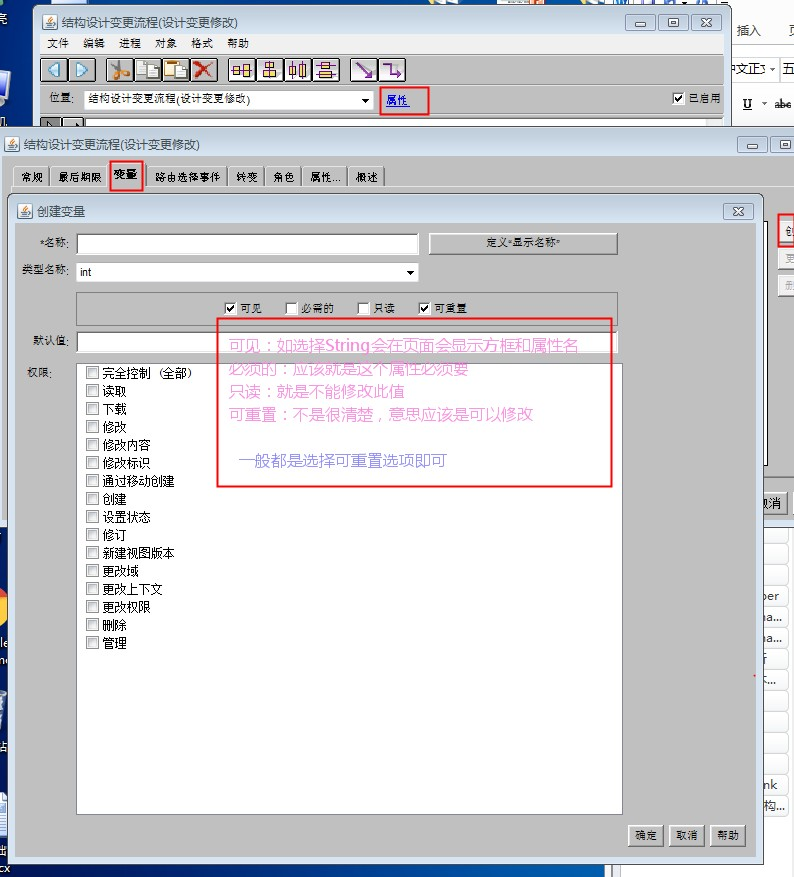 结构设计变更流程(设计变更修改)
文件 编辑 进程 对象 格式 帮助
插入
位置: 结构设计变更流程(设计变更修改) 属性 已启用
中文正文
U abc
结构设计变更流程(设计变更修改)
常规 最后期限 变量 路由选择事件 转变 角色 属性... 概述
创建变量
*名称: 定义"显示名称"
类型名称: int
可见 必需的 只读 可重置
默认值:
可见：如选择String会在页面会显示方框和属性名
必须的：应该就是这个属性必须要
只读：就是不能修改此值
可重置：不是很清楚，意思应该是可以修改
一般都是选择可重置选项即可
权限:
完全控制 (全部)
读取
下载
修改
修改内容
修改标识
通过移动创建
创建
设置状态
修订
新建视图版本
更改域
更改上下文
更改权限
删除
管理
取消
确定 取消 帮助